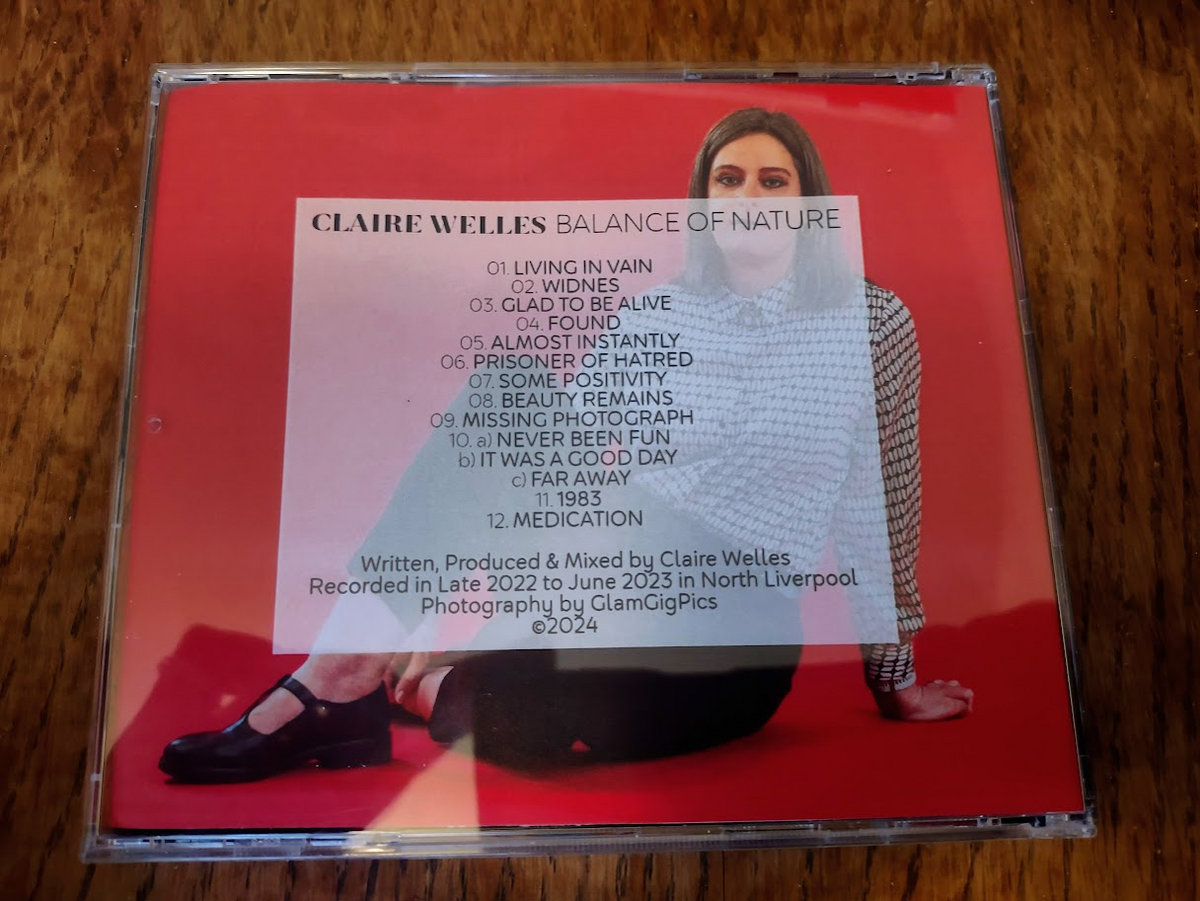 CLAIRE WELLES BALANCE OF NATURE
01. LIVING IN VAIN
02. WIDNES
03. GLAD TO BE ALIVE
04. FOUND
05. ALMOST INSTANTLY
06. PRISONER OF HATRED
07. SOME POSITIVITY
08. BEAUTY REMAINS
09. MISSING PHOTOGRAPH
10. a) NEVER BEEN FUN
b) IT WAS A GOOD DAY
c) FAR AWAY
11. 1983
12. MEDICATION
Written, Produced & Mixed by Claire Welles
Recorded in Late 2022 to June 2023 in North Liverpool
Photography by GlamGigPics
©2024